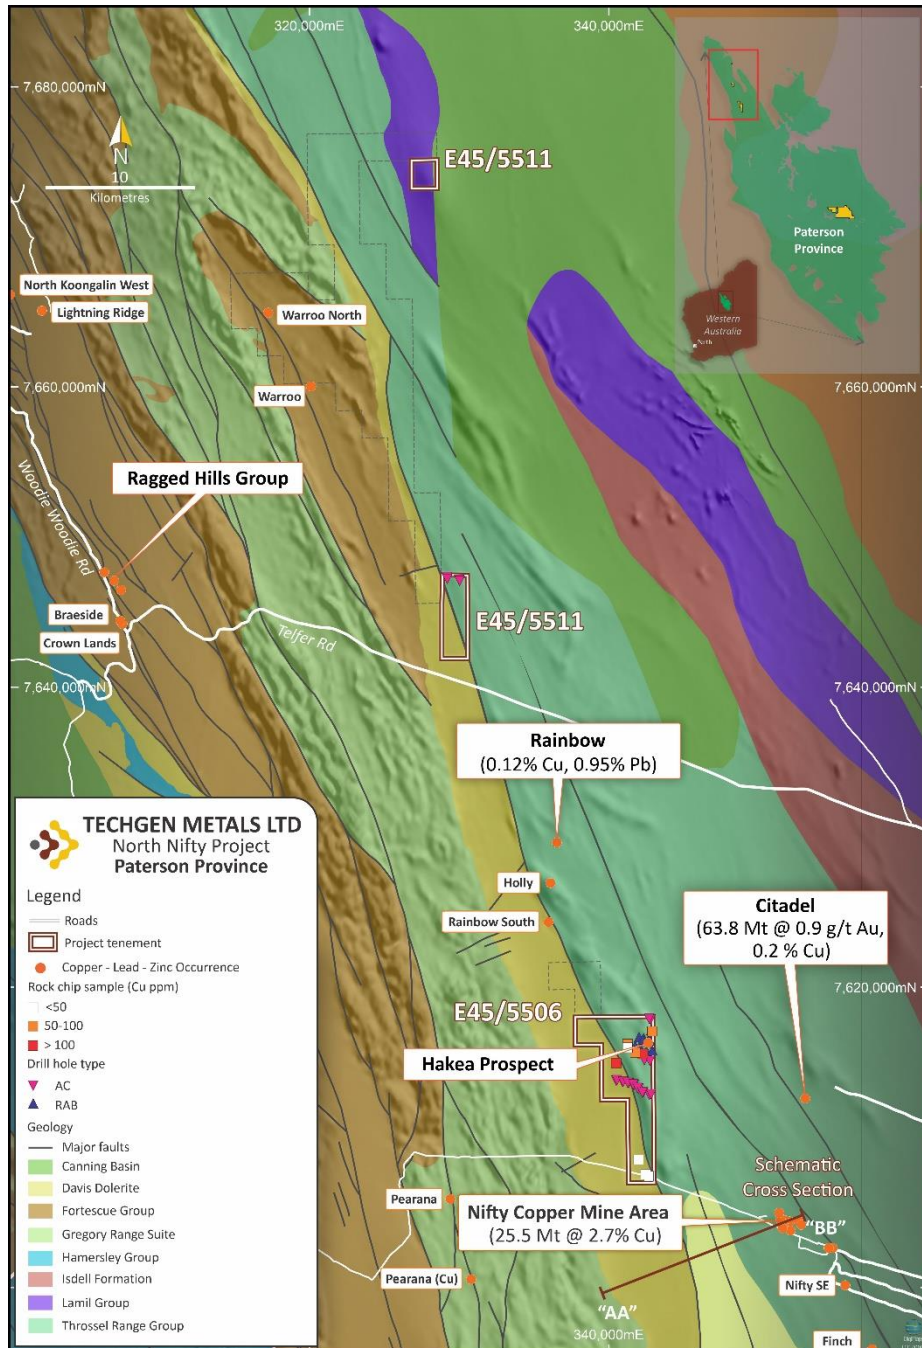 320,000mE
340,000mE
7,680,000mN
N
10
Kilometres
E45/5511
Paterson
Province
Western
Australia
Perth
North Koongalin West
Lightning Ridge
Warroo North
7,660,000mN
7,660,000mN
Warroo
Ragged Hills Group
Woodie Woodie Rd
Braeside
Crown Lands
E45/5511
Telfer Rd
7,640,000mN
7,640,000mN
Rainbow
(0.12% Cu, 0.95% Pb)
Holly
Rainbow South
Citadel
(63.8 Mt @ 0.9 g/t Au,
0.2 % Cu)
7,620,000mN
E45/5506
Hakea Prospect
Schematic
Cross Section
Pearana
Nifty Copper Mine Area
(25.5 Mt @ 2.7% Cu)
"BB"
Pearana (Cu)
Nifty SE
"AA"
340,000mE
Finch
TECHGEN METALS LTD
North Nifty Project
Paterson Province
Legend
Roads
Project tenement
Copper - Lead - Zinc Occurrence
Rock chip sample (Cu ppm)
<50
50-100
> 100
Drill hole type
AC
RAB
Geology
Major faults
Canning Basin
Davis Dolerite
Fortescue Group
Gregory Range Suite
Hamersley Group
Isdell Formation
Lamil Group
Throssel Range Group